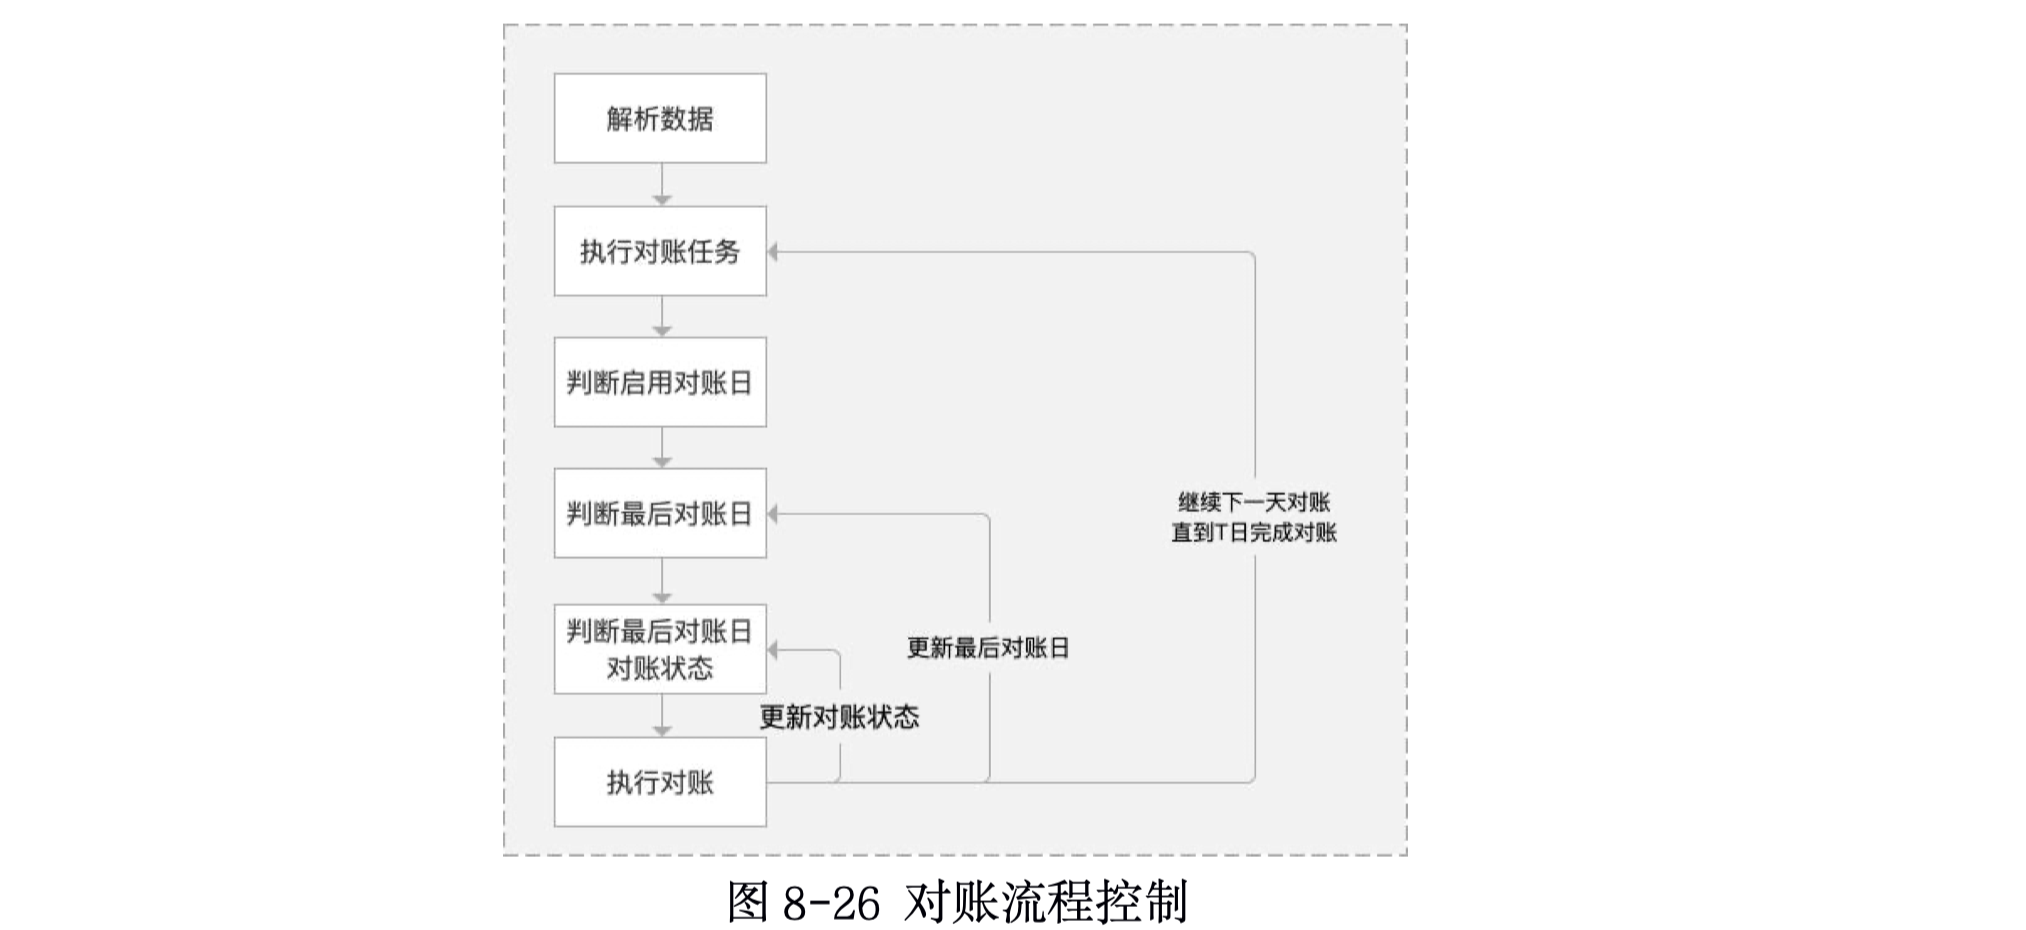 解析数据
执行对账任务
判断启用对账日
判断最后对账日
继续下一天对账
直到T日完成对账
判断最后对账日
对账状态
更新最后对账日
更新对账状态
执行对账
图 8-26 对账流程控制